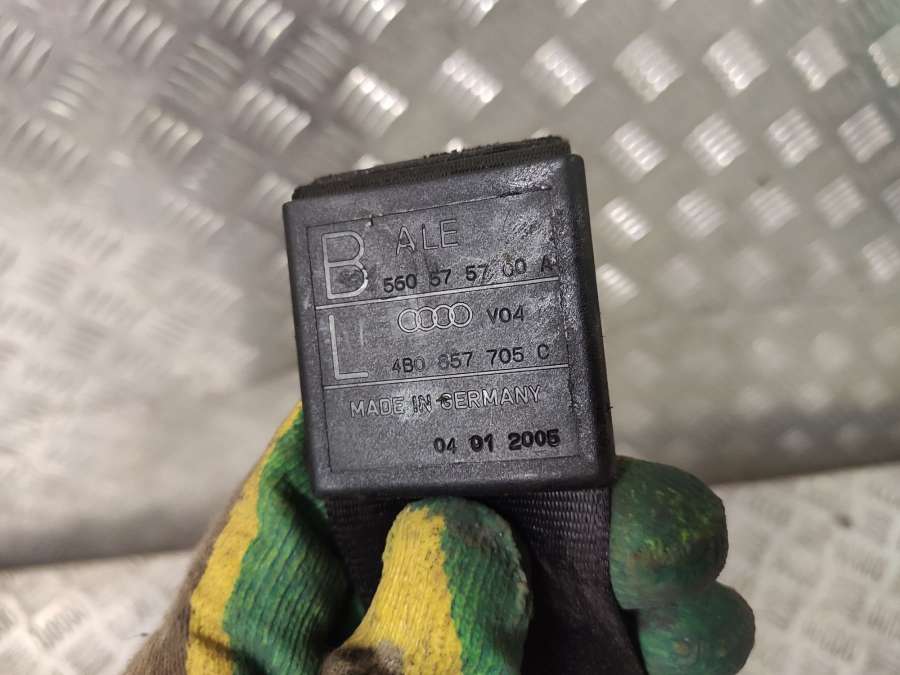 B ALE
560 57 57 00 A
L V04
4B0 857 705 C
MADE IN GERMANY
04 01 2005